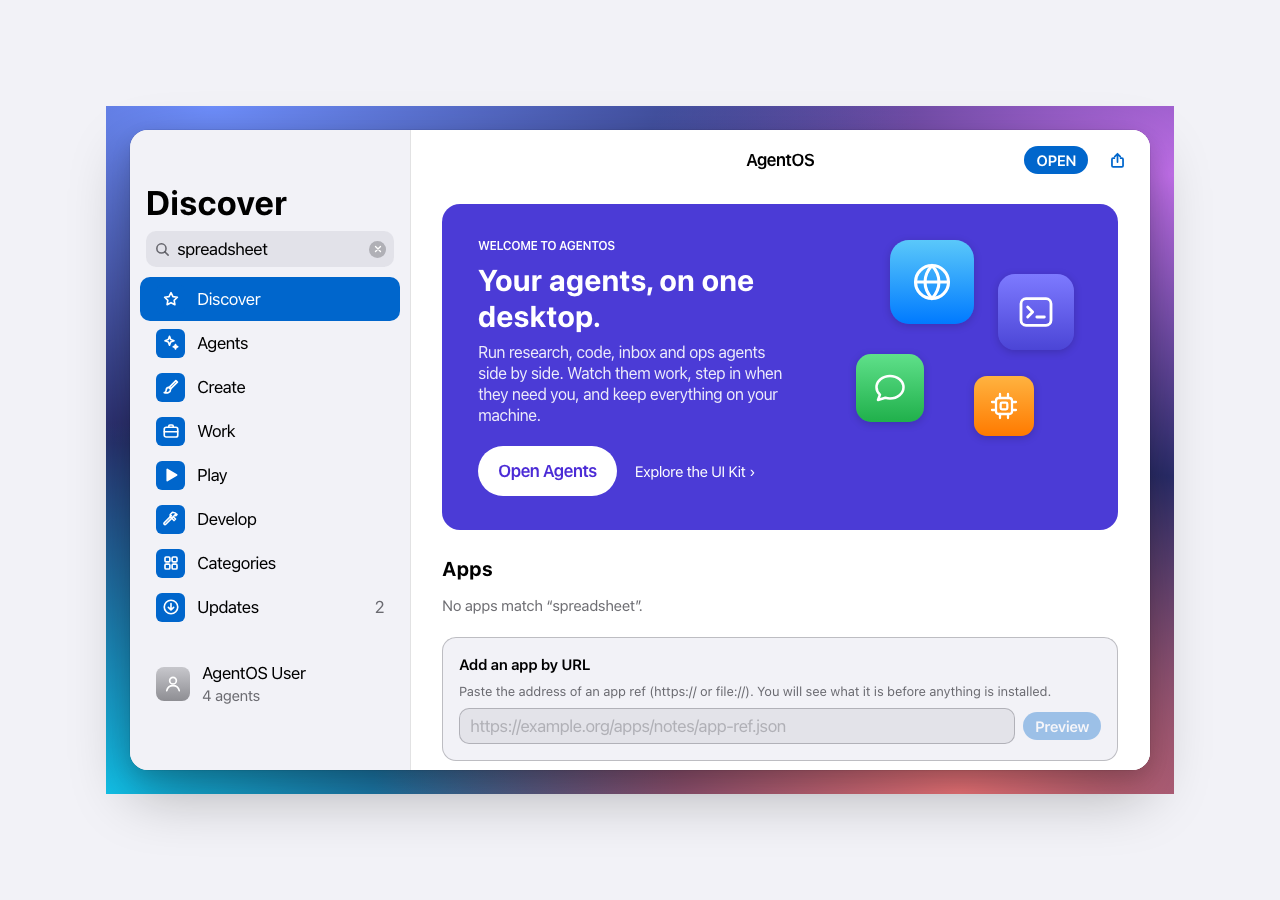 Discover
spreadsheet
Discover
Agents
Create
Work
Play
Develop
Categories
Updates 2
AgentOS User
4 agents
AgentOS
OPEN
WELCOME TO AGENTOS
Your agents, on one
desktop.
Run research, code, inbox and ops agents
side by side. Watch them work, step in when
they need you, and keep everything on your
machine.
Open Agents
Explore the UI Kit ›
Apps
No apps match “spreadsheet”.
Add an app by URL
Paste the address of an app ref (https:// or file://). You will see what it is before anything is installed.
https://example.org/apps/notes/app-ref.json
Preview